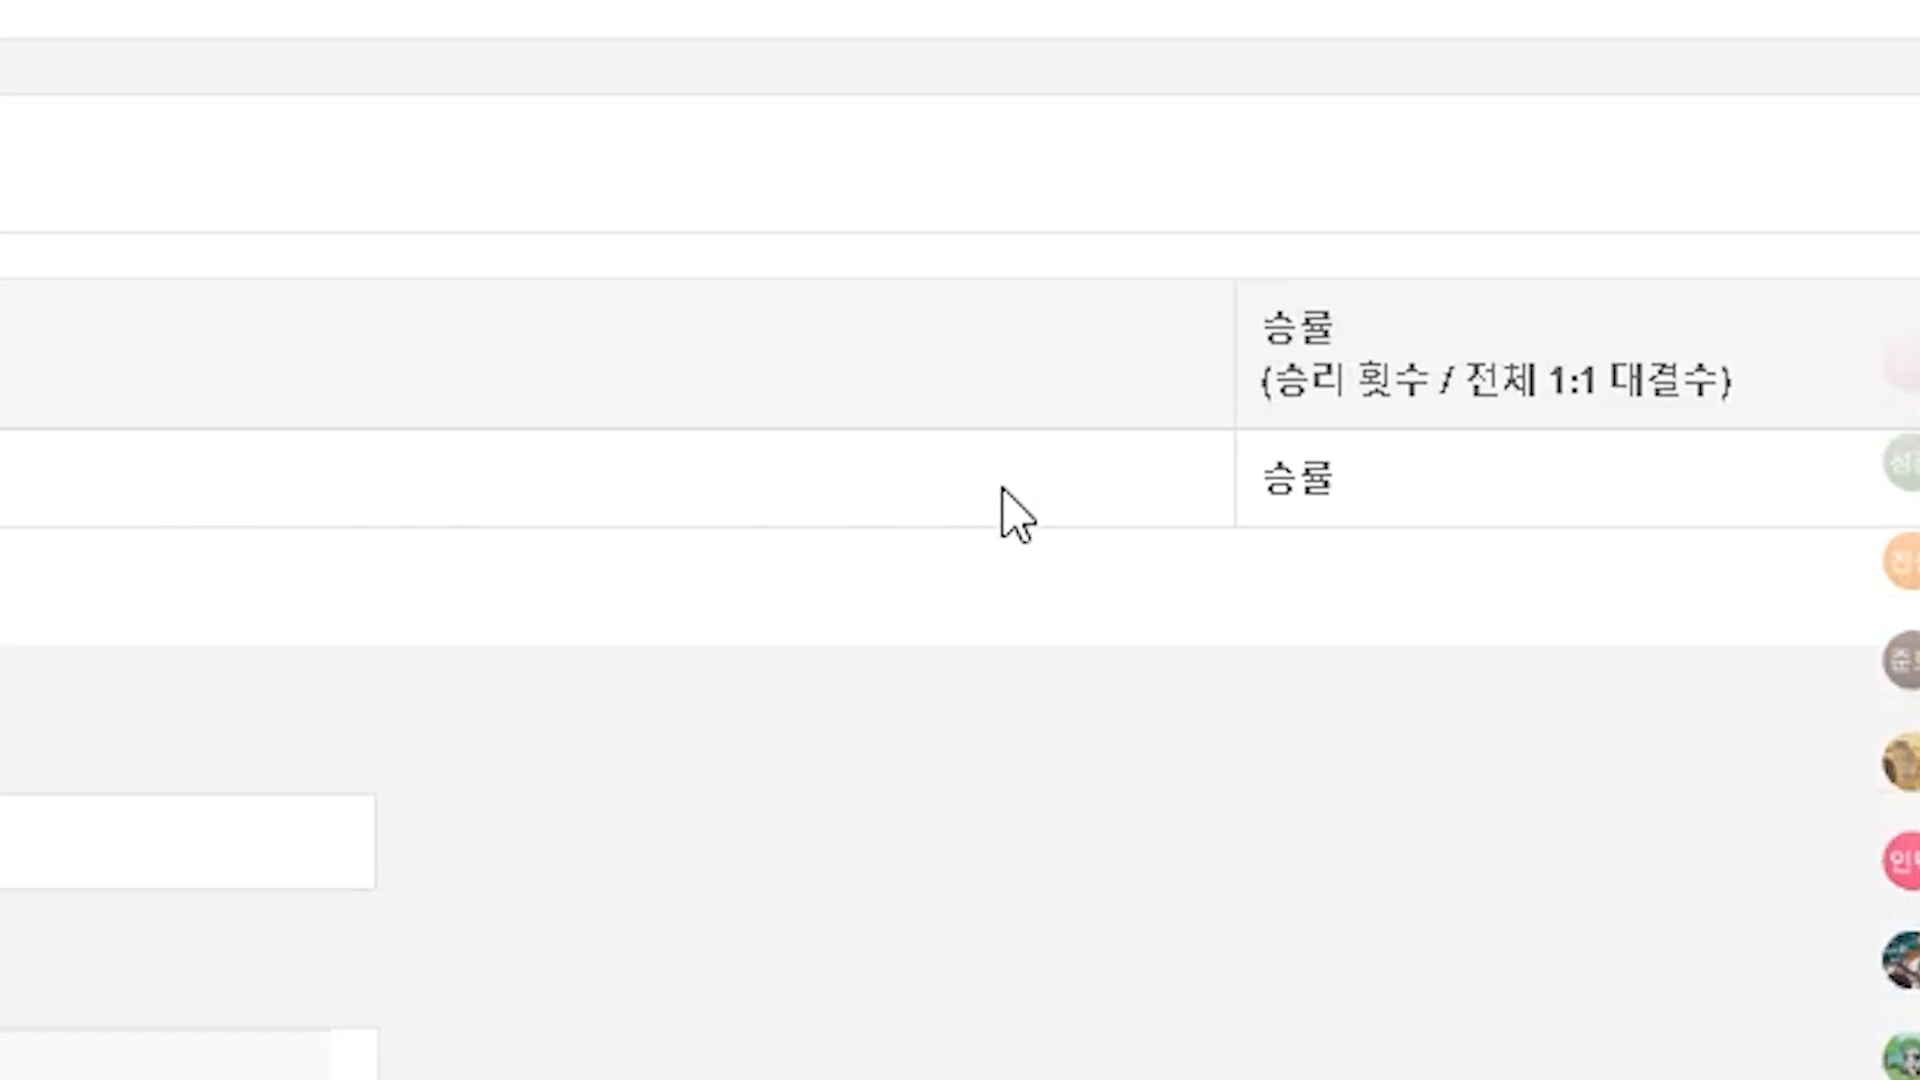 승률
(승리 횟수 / 전체 1:1 대결수)
승률